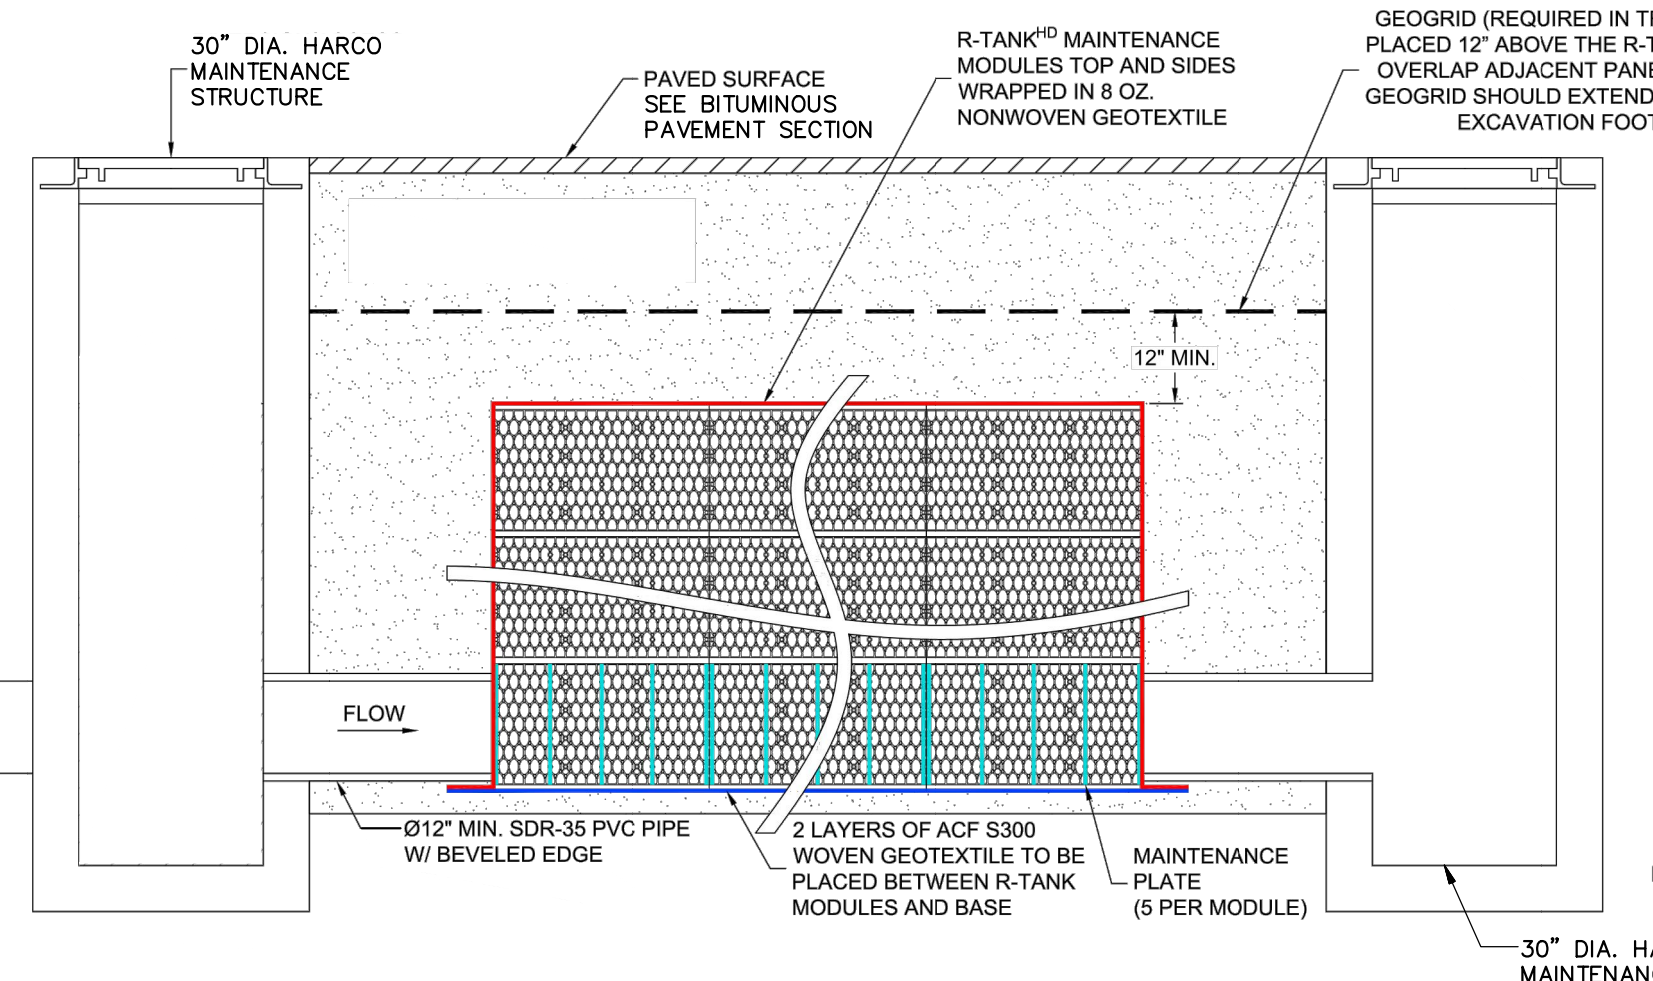 30” DIA. HARCO
MAINTENANCE
STRUCTURE
PAVED SURFACE
SEE BITUMINOUS
PAVEMENT SECTION
R-TANKHD MAINTENANCE
MODULES TOP AND SIDES
WRAPPED IN 8 OZ.
NONWOVEN GEOTEXTILE
GEOGRID (REQUIRED IN
PLACED 12” ABOVE THE
OVERLAP ADJACENT
GEOGRID SHOULD EXTEND
EXCAVATION
12" MIN.
FLOW
Ø12" MIN. SDR-35 PVC PIPE
W/ BEVELED EDGE
2 LAYERS OF ACF S300
WOVEN GEOTEXTILE TO BE
PLACED BETWEEN R-TANK
MODULES AND BASE
MAINTENANCE
PLATE
(5 PER MODULE)
30” DIA.